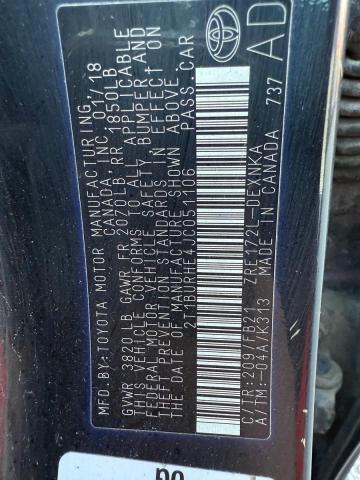 MFD.BY:TOYOTA MOTOR MANUFACTURING
CANADA, INC. 01/18
GVWR 3820LB GAWR FR 2070LB, RR 1850LB
THIS VEHICLE CONFORMS TO ALL APPLICABLE
FEDERAL MOTOR VEHICLE SAFETY, BUMPER AND
THEFT PREVENTION STANDARDS IN EFFECT ON
THE DATE OF MANUFACTURE SHOWN ABOVE.
2T1BURHE4JC051106 PASS.CAR
C/TR:209/FB21 ZRE172L-DEXNKA
A/TM:-04A/K313 MADE IN CANADA 737
AD